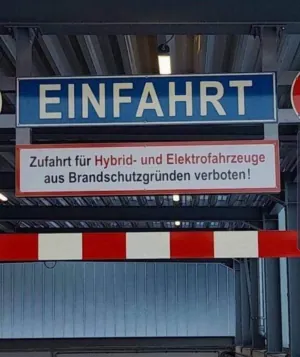 EINFAHRT
Zufahrt für Hybrid- und Elektrofahrzeuge
aus Brandschutzgründen verboten!